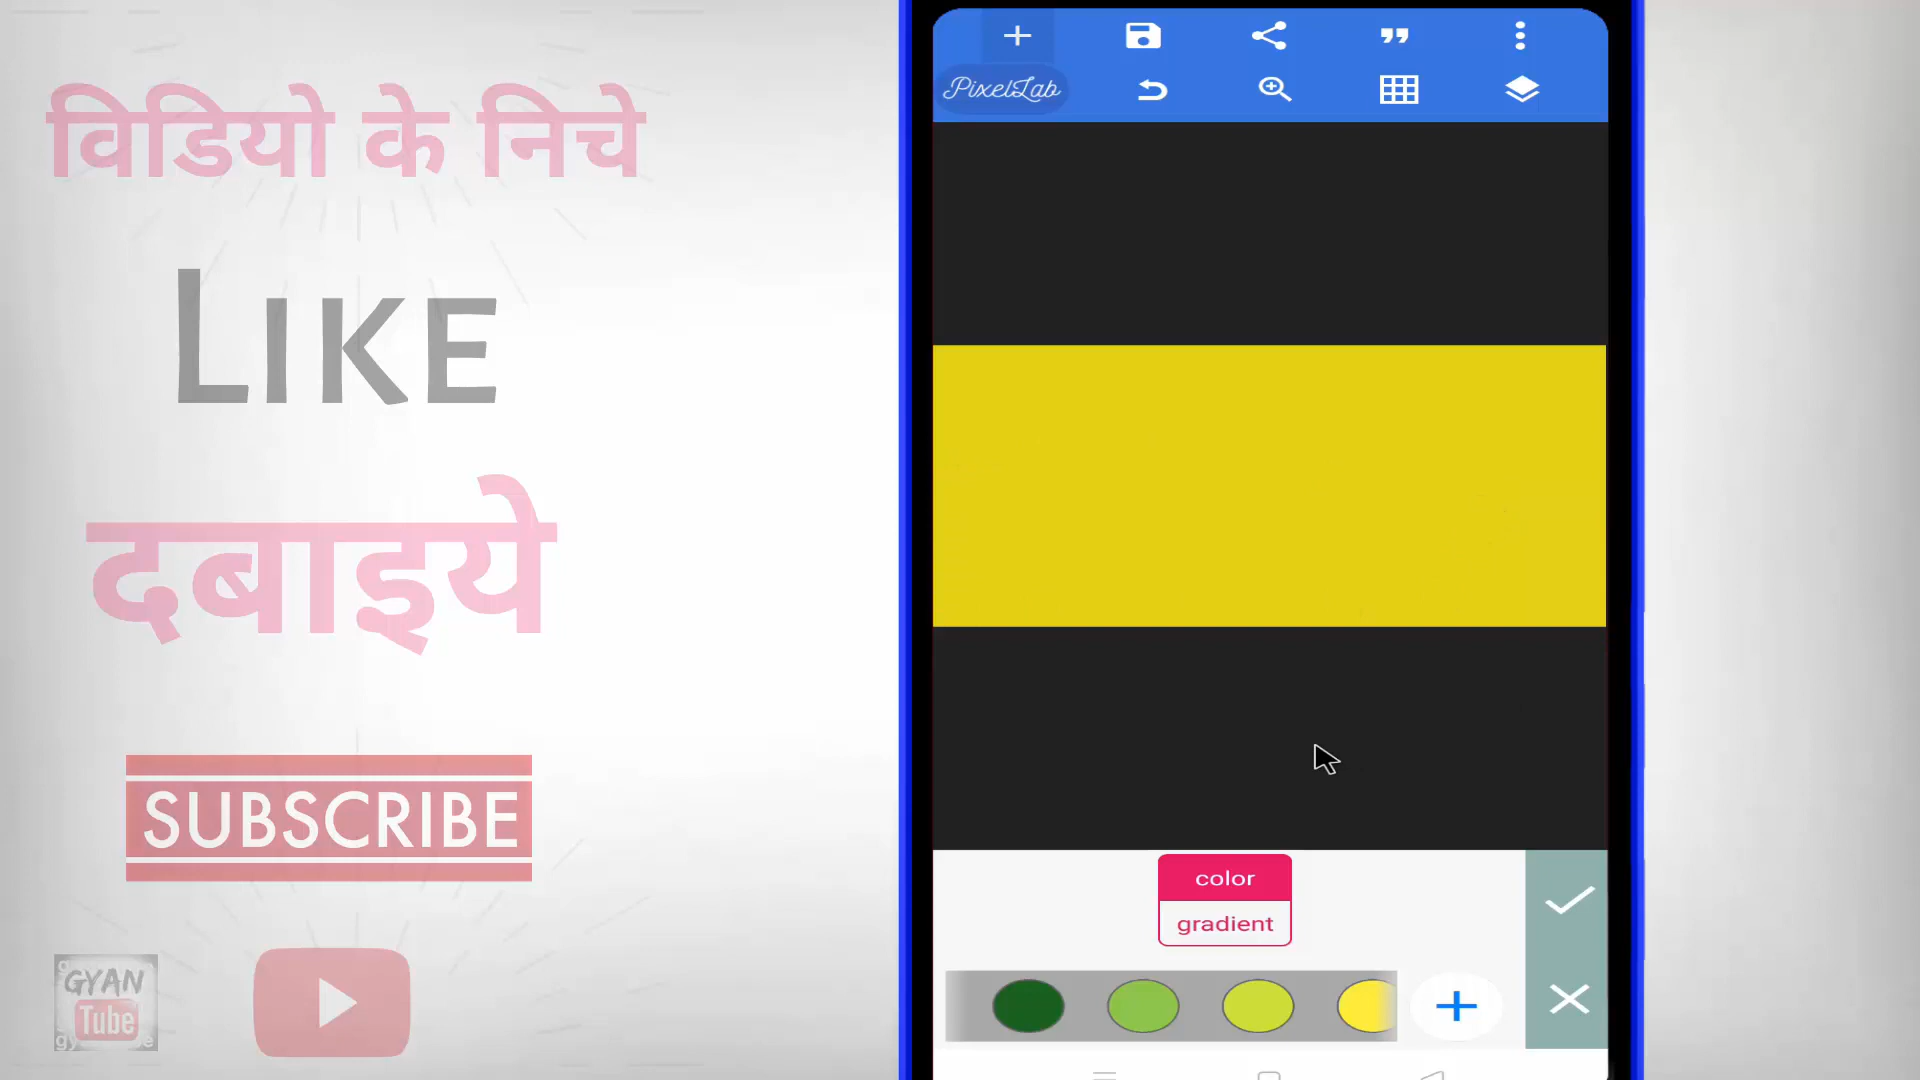 विडियो के निचे
LIKE
दबाइये
SUBSCRIBE
GYAN
Tube
PixelLab
color
gradient